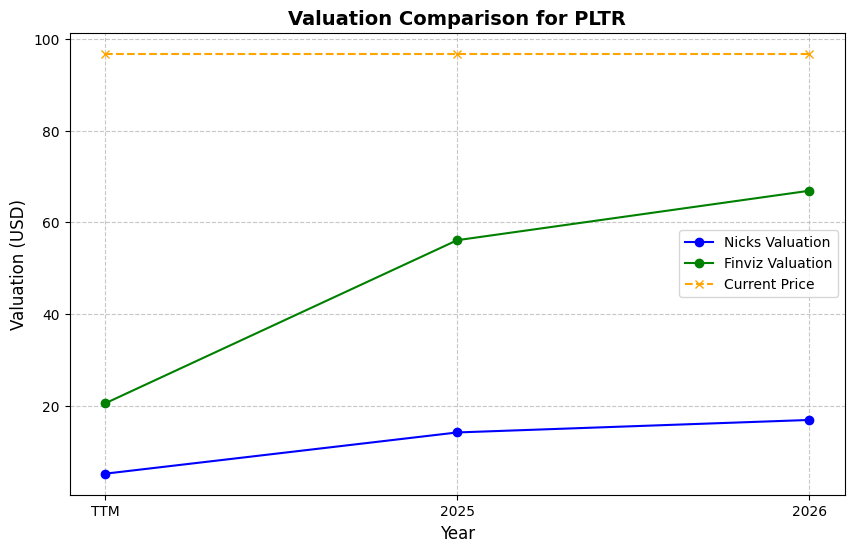 Valuation Comparison for PLTR
Valuation (USD)
100
80
60
40
20
Nicks Valuation
Finviz Valuation
Current Price
TTM
2025
2026
Year